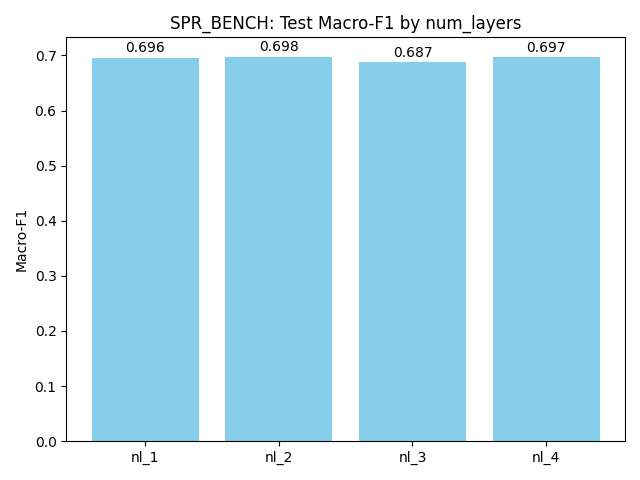 SPR_BENCH: Test Macro-F1 by num_layers
0.696
0.698
0.687
0.697
Macro-F1
0.7
0.6
0.5
0.4
0.3
0.2
0.1
0.0
nl_1
nl_2
nl_3
nl_4